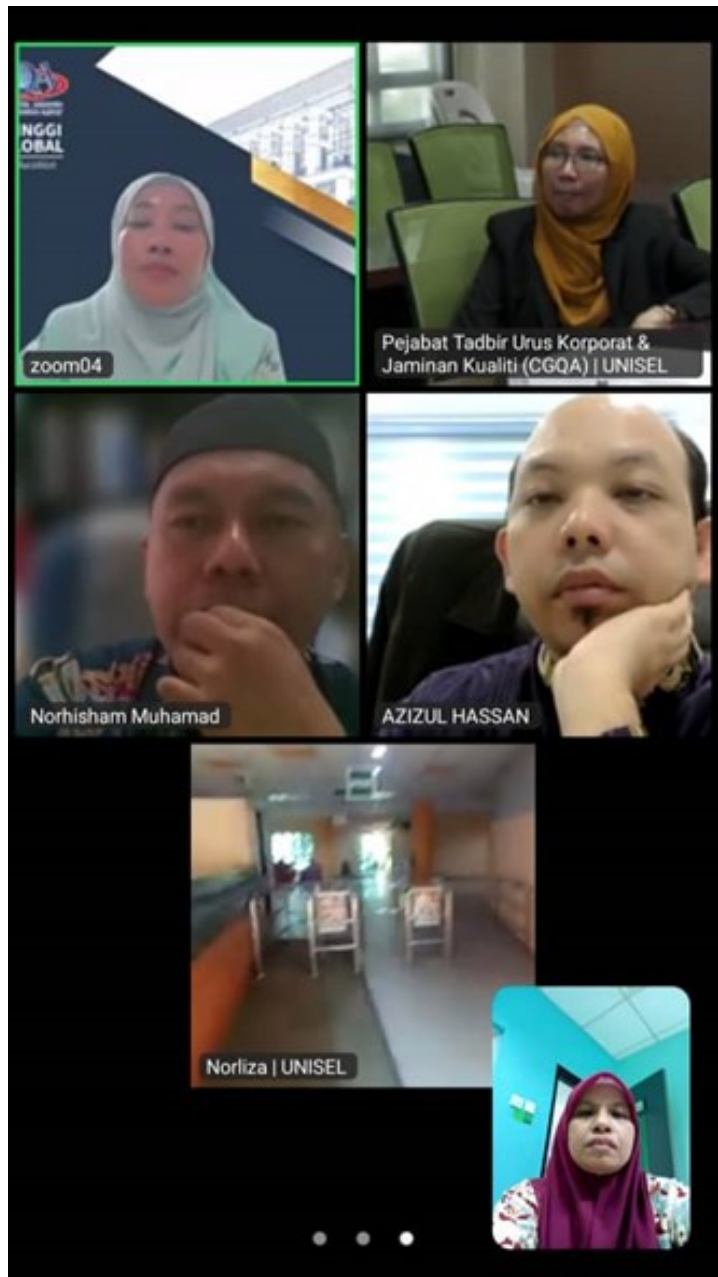 NGGI
OBAL
zoom04
Pejabat Tadbir Urus Korporat &
Jaminan Kualiti (CGQA) | UNISEL
Norhisham Muhamad
AZIZUL HASSAN
Norliza | UNISEL